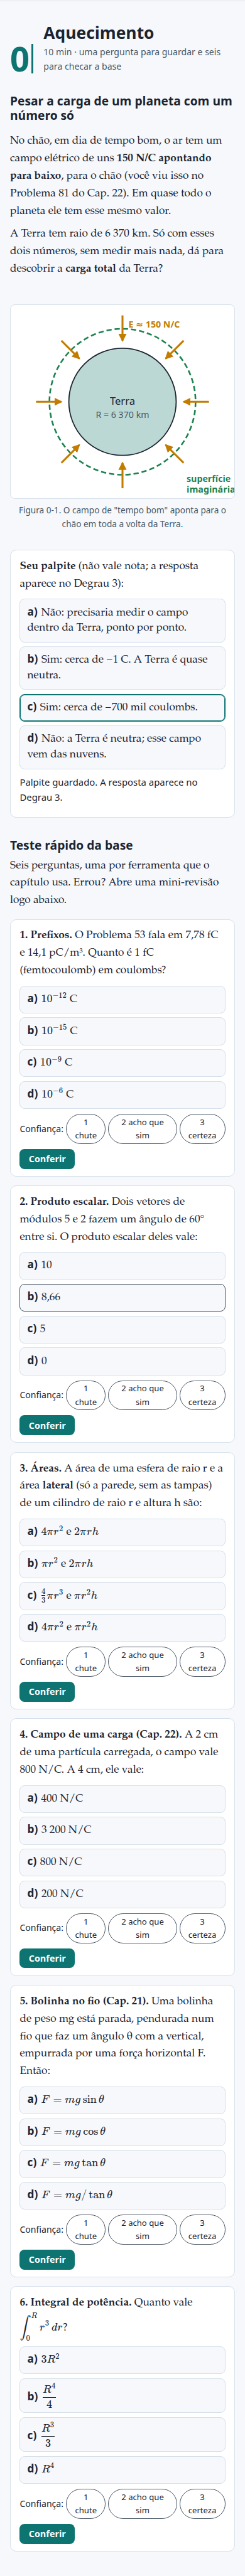 0
Aquecimento
10 min · uma pergunta para guardar e seis
para checar a base
Pesar a carga de um planeta com um
número só
No chão, em dia de tempo bom, o ar tem um
campo elétrico de uns 150 N/C apontando
para baixo, para o chão (você viu isso no
Problema 81 do Cap. 22). Em quase todo o
planeta ele tem esse mesmo valor.
A Terra tem raio de 6 370 km. Só com esses
dois números, sem medir mais nada, dá para
descobrir a carga total da Terra?
E ≈ 150 N/C
Terra
R = 6 370 km
superfície
imaginária
Figura 0-1. O campo de "tempo bom" aponta para o
chão em toda a volta da Terra.
Seu palpite (não vale nota; a resposta
aparece no Degrau 3):
a) Não: precisaria medir o campo
dentro da Terra, ponto por ponto.
b) Sim: cerca de −1 C. A Terra é quase
neutra.
c) Sim: cerca de −700 mil coulombs.
d) Não: a Terra é neutra; esse campo
vem das nuvens.
Palpite guardado. A resposta aparece no
Degrau 3.
Teste rápido da base
Seis perguntas, uma por ferramenta que o
capítulo usa. Errou? Abre uma mini-revisão
logo abaixo.
1. Prefixos. O Problema 53 fala em 7,78 fC
e 14,1 pC/m³. Quanto é 1 fC
(femtocoulomb) em coulombs?
a) 10⁻¹² C
b) 10⁻¹⁵ C
c) 10⁻⁹ C
d) 10⁻⁶ C
Confiança: 1 chute 2 acho que sim 3 certeza
Conferir
2. Produto escalar. Dois vetores de
módulos 5 e 2 fazem um ângulo de 60°
entre si. O produto escalar deles vale:
a) 10
b) 8,66
c) 5
d) 0
Confiança: 1 chute 2 acho que sim 3 certeza
Conferir
3. Áreas. A área de uma esfera de raio r e a
área lateral (só a parede, sem as tampas)
de um cilindro de raio r e altura h são:
a) 4πr² e 2πrh
b) πr² e 2πrh
c) 4/3 πr³ e πr²h
d) 4πr² e πr²h
Confiança: 1 chute 2 acho que sim 3 certeza
Conferir
4. Campo de uma carga (Cap. 22). A 2 cm
de uma partícula carregada, o campo vale
800 N/C. A 4 cm, ele vale:
a) 400 N/C
b) 3 200 N/C
c) 800 N/C
d) 200 N/C
Confiança: 1 chute 2 acho que sim 3 certeza
Conferir
5. Bolinha no fio (Cap. 21). Uma bolinha
de peso mg está parada, pendurada num
fio que faz um ângulo θ com a vertical,
empurrada por uma força horizontal F.
Então:
a) F = mg sin θ
b) F = mg cos θ
c) F = mg tan θ
d) F = mg/ tan θ
Confiança: 1 chute 2 acho que sim 3 certeza
Conferir
6. Integral de potência. Quanto vale
∫₀ᴿ r³ dr?
a) 3R²
b) R⁴/4
c) R³/3
d) R⁴
Confiança: 1 chute 2 acho que sim 3 certeza
Conferir